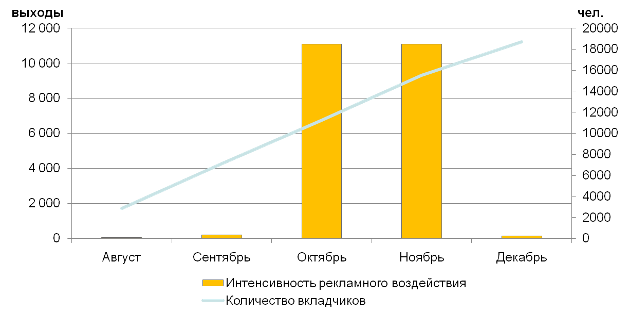 выходы чел.
12 000 20000
18000
10 000 16000
14000
8 000
12000
6 000 10000
8000
4 000
6000
2 000 4000
2000
0 0
Август Сентябрь Октябрь Ноябрь Декабрь
Интенсивность рекламного воздействия
Количество вкладчиков